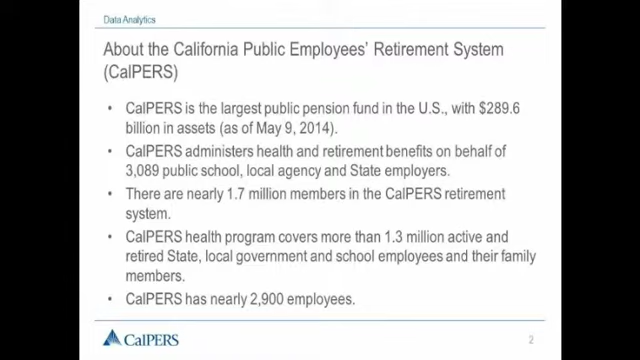 Data Analytics
About the California Public Employees' Retirement System
(CalPERS)
• CalPERS is the largest public pension fund in the U.S., with $289.6
billion in assets (as of May 9, 2014).
• CalPERS administers health and retirement benefits on behalf of
3,089 public school, local agency and State employers.
• There are nearly 1.7 million members in the CalPERS retirement
system.
• CalPERS health program covers more than 1.3 million active and
retired State, local government and school employees and their family
members.
• CalPERS has nearly 2,900 employees.
CalPERS
2